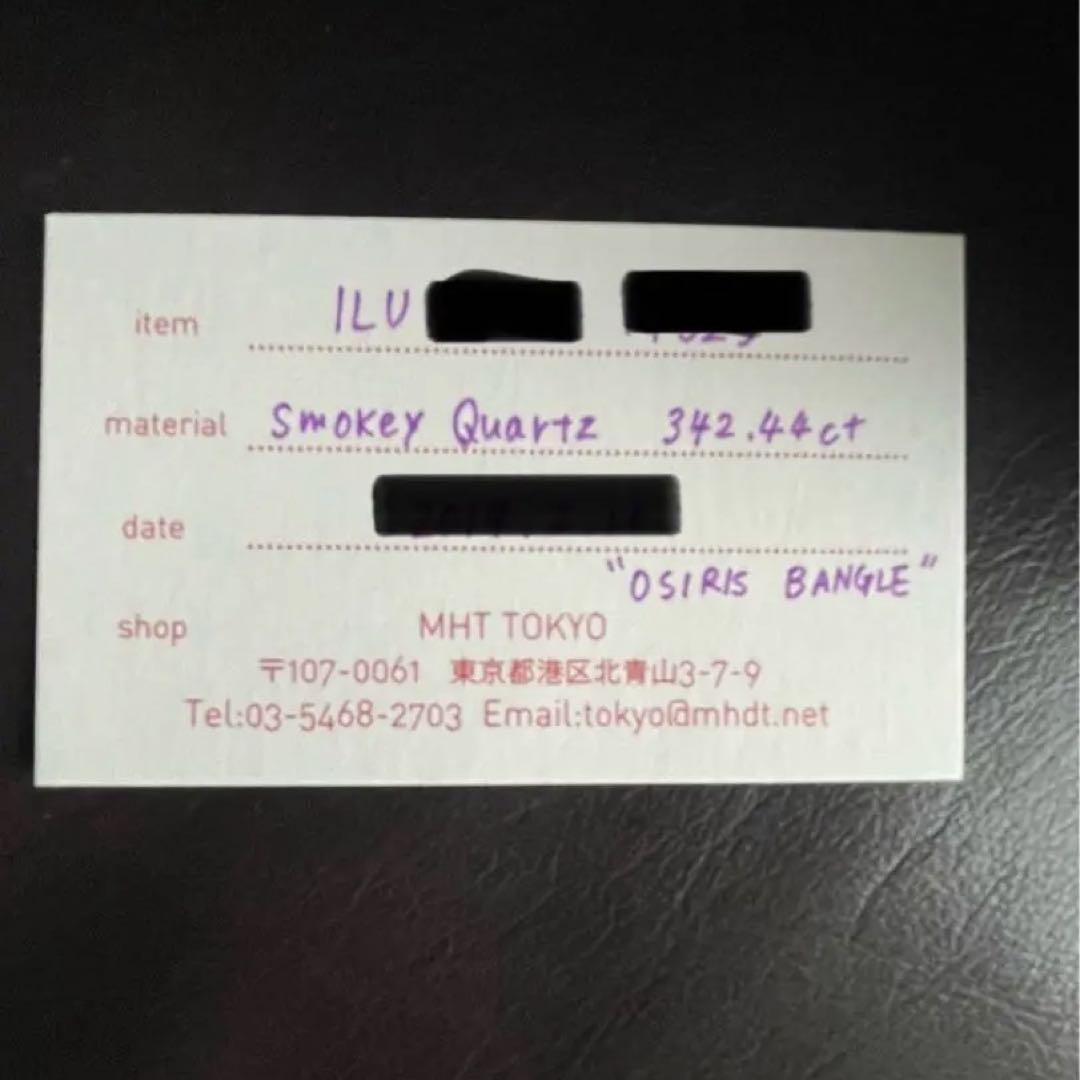 item ILU
material Smokey Quartz 342.44ct
date
"OSIRIS BANGLE"
shop MHT TOKYO
〒107-0061 東京都港区北青山3-7-9
Tel:03-5468-2703 Email:tokyo@mhdt.net